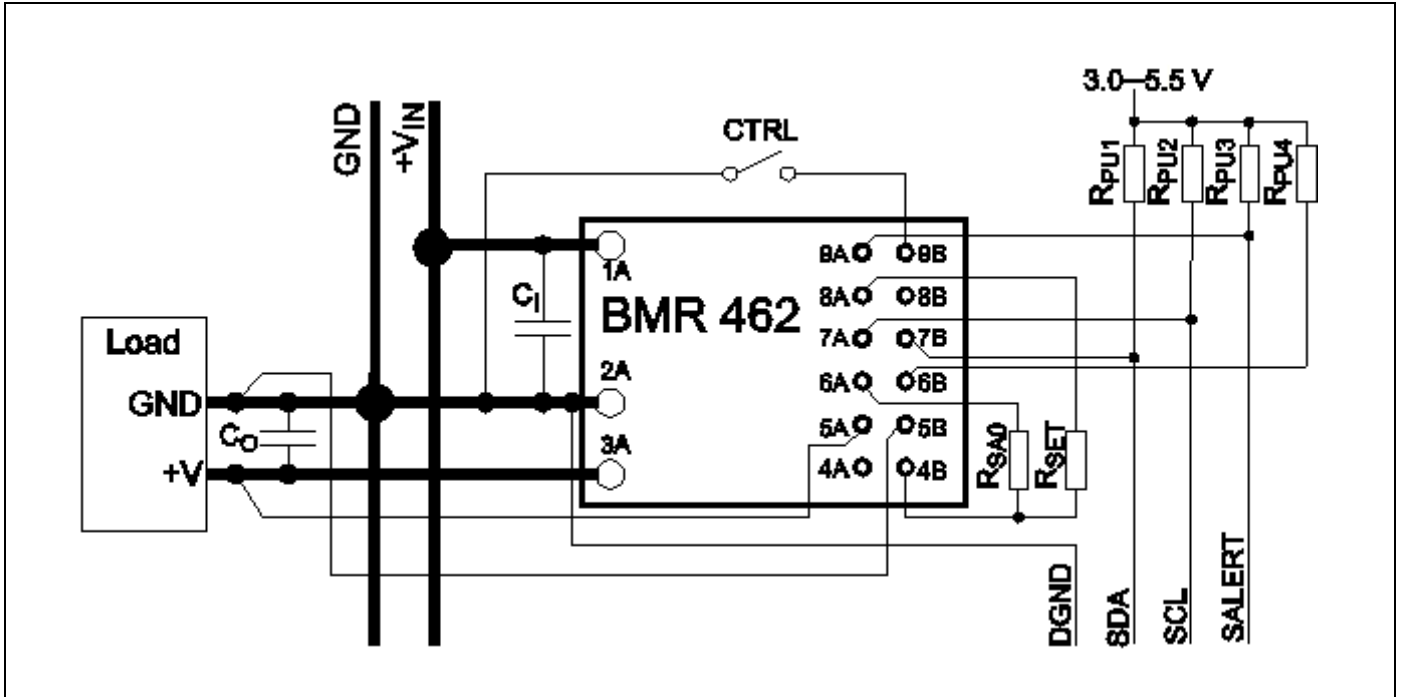 3.0—5.5 V
GND
+VIN
CTRL
RPU1
RPU2
RPU3
RPU4
1A
9A
9B
CI
BMR 462
8A
8B
7A
7B
Load
2A
6A
6B
GND
CO
5A
5B
RSA0
RSET
3A
+V
4A
4B
DGND
SDA
SCL
SALERT